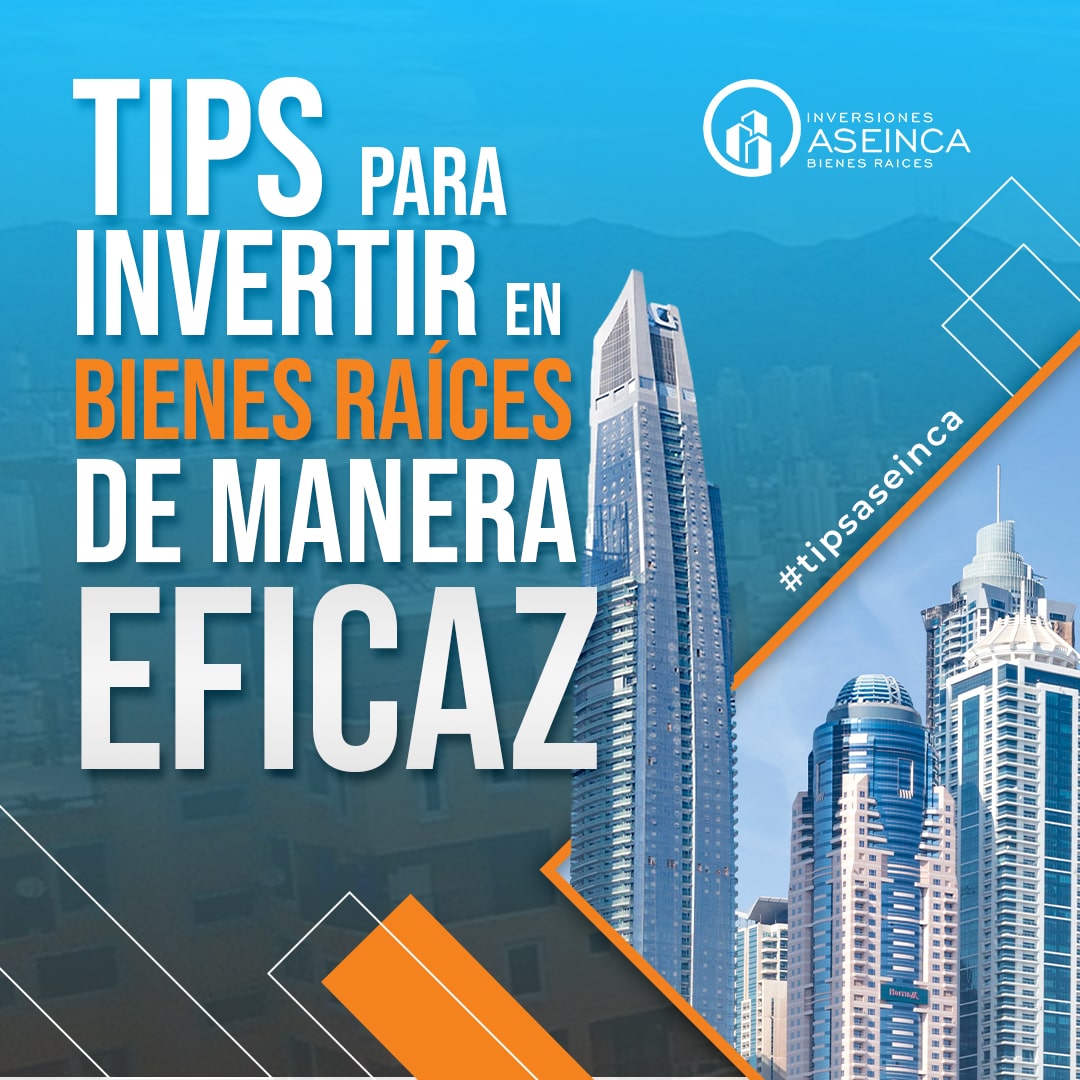 TIPS PARA
INVERTIR EN
BIENES RAÍCES
DE MANERA
EFICAZ
INVERSIONES
ASEINCA
BIENES RAICES
#tipsaseinca